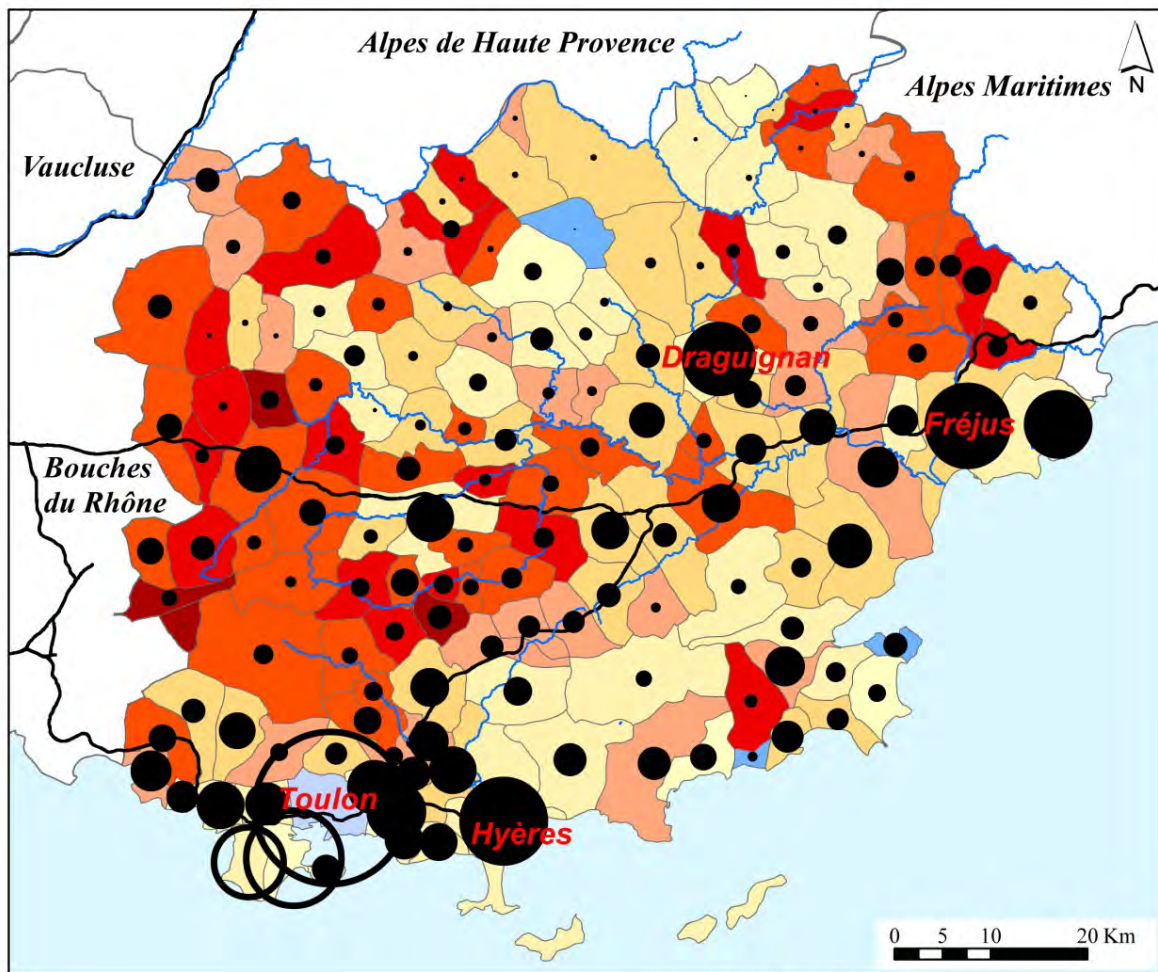 Alpes de Haute Provence
Alpes Maritimes
N
Vaucluse
Draguignan
Fréjus
Bouches
du Rhône
Toulon
Hyères
0 5 10 20 Km